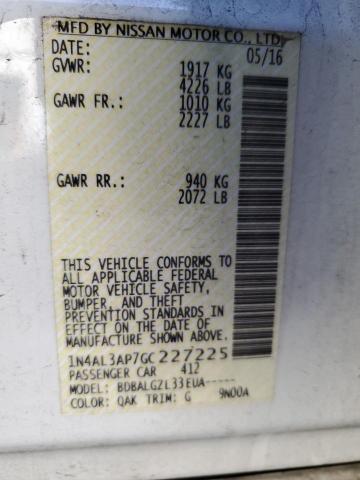 MFD BY NISSAN MOTOR CO., LTD
DATE: 05/16
GVWR: 1917 KG
4226 LB
GAWR FR.: 1010 KG
2227 LB
GAWR RR.: 940 KG
2072 LB
THIS VEHICLE CONFORMS TO
ALL APPLICABLE FEDERAL
MOTOR VEHICLE SAFETY,
BUMPER, AND THEFT
PREVENTION STANDARDS IN
EFFECT ON THE DATE OF
MANUFACTURE SHOWN ABOVE.
1N4AL3AP7GC227225
PASSENGER CAR 412
MODEL: BDBALGZL33EUA-----
COLOR: QAK TRIM: G 9N00A